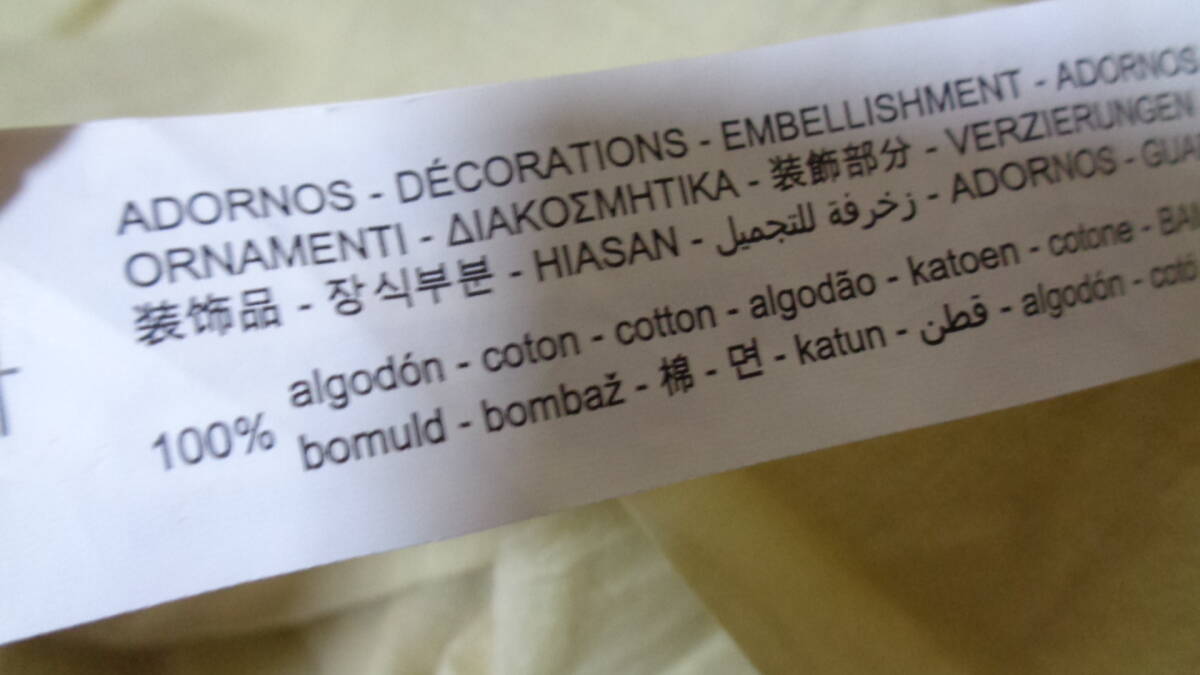 ADORNOS - DÉCORATIONS - EMBELLISHMENT - ADORNOS
ORNAMENTI - ΔΙΑΚΟΣΜΗΤΙΚΑ - 装飾部分 - VERZIERUNGEN
装饰品 - 장식부분 - HIASAN - زخرفة للتجميل - ADORNOS -
algodón - coton - cotton - algodão - katoen - cotone -
100% bomuld - bombaž - 棉 - 면 - katun - قطن - algodón -